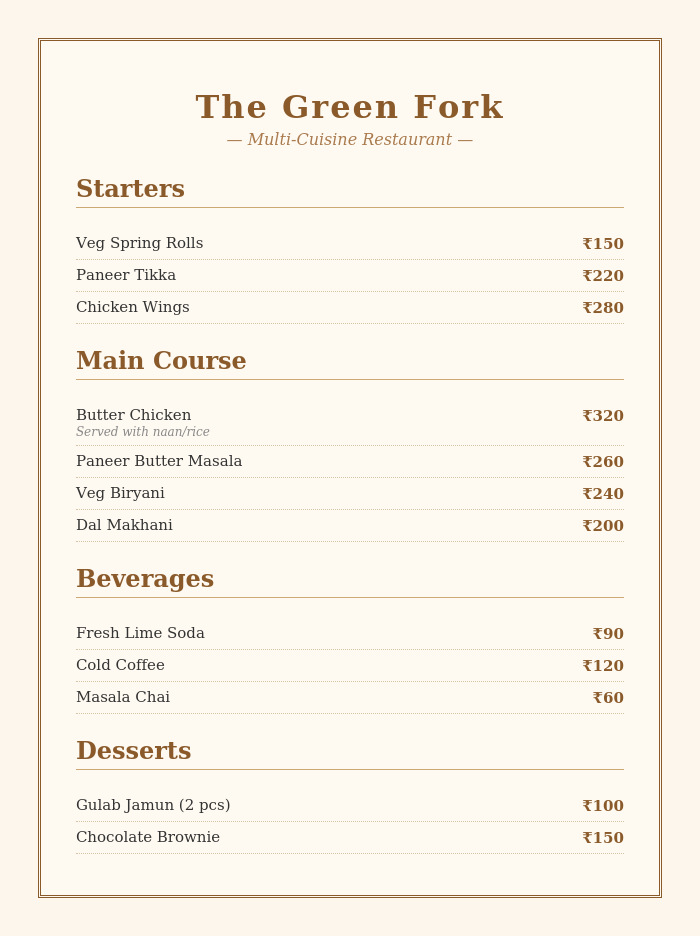 The Green Fork
— Multi-Cuisine Restaurant —
Starters
Veg Spring Rolls ₹150
Paneer Tikka ₹220
Chicken Wings ₹280
Main Course
Butter Chicken ₹320
Served with naan/rice
Paneer Butter Masala ₹260
Veg Biryani ₹240
Dal Makhani ₹200
Beverages
Fresh Lime Soda ₹90
Cold Coffee ₹120
Masala Chai ₹60
Desserts
Gulab Jamun (2 pcs) ₹100
Chocolate Brownie ₹150